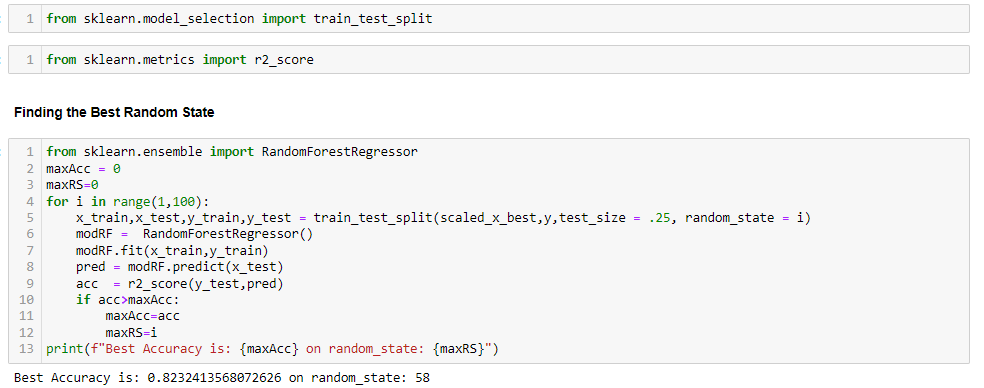 1 from sklearn.model_selection import train_test_split
1 from sklearn.metrics import r2_score
Finding the Best Random State
1 from sklearn.ensemble import RandomForestRegressor
2 maxAcc = 0
3 maxRS=0
4 for i in range(1,100):
5     x_train,x_test,y_train,y_test = train_test_split(scaled_x_best,y,test_size = .25, random_state = i)
6     modRF =  RandomForestRegressor()
7     modRF.fit(x_train,y_train)
8     pred = modRF.predict(x_test)
9     acc  = r2_score(y_test,pred)
10     if acc>maxAcc:
11         maxAcc=acc
12         maxRS=i
13 print(f"Best Accuracy is: {maxAcc} on random_state: {maxRS}")
Best Accuracy is: 0.8232413568072626 on random_state: 58